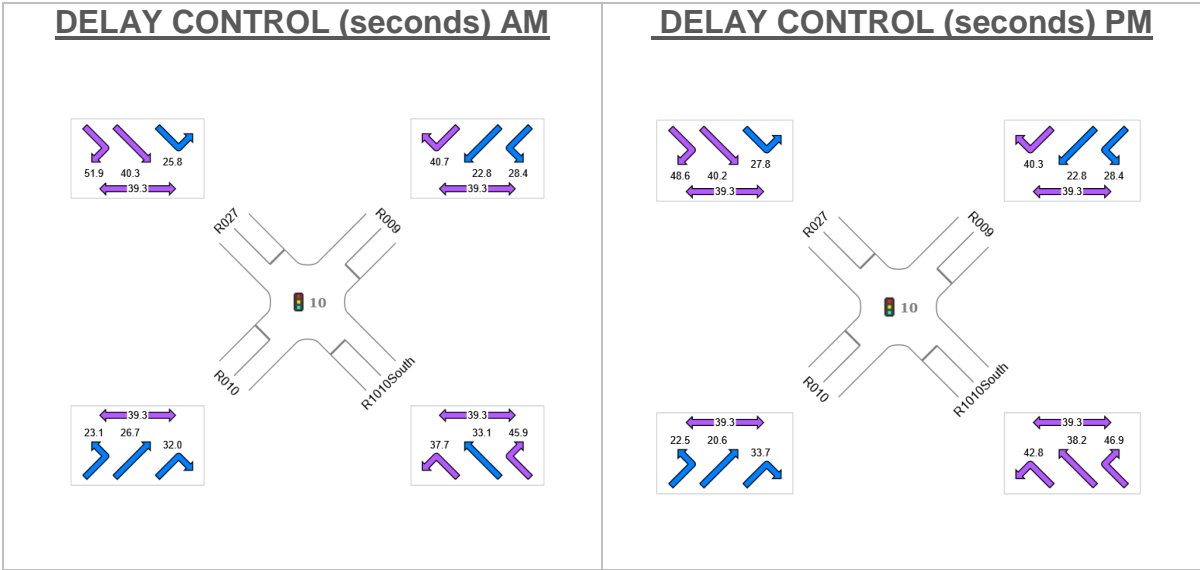 DELAY CONTROL (seconds) AM
51.9 40.3 25.8
39.3
40.7 22.8 28.4
39.3
R027
R009
10
R010
R1010South
39.3
23.1 26.7 32.0
39.3
37.7 33.1 45.9
DELAY CONTROL (seconds) PM
48.6 40.2 27.8
39.3
40.3 22.8 28.4
39.3
R027
R009
10
R010
R1010South
39.3
22.5 20.6 33.7
39.3
42.8 38.2 46.9